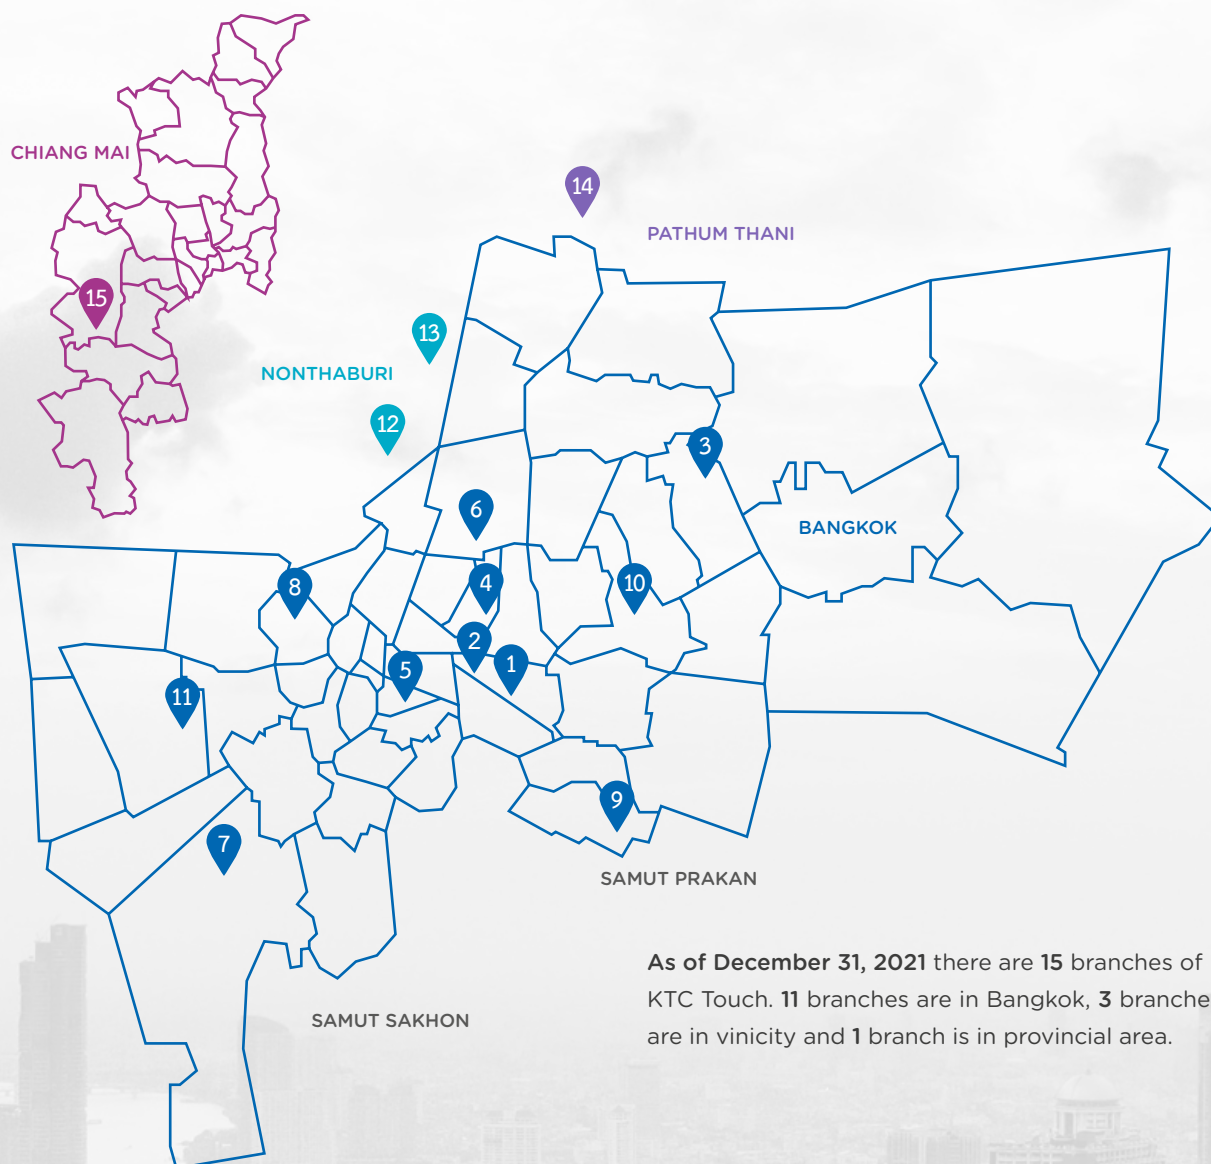 CHIANG MAI
14
PATHUM THANI
15
13
NONTHABURI
12
3
6
BANGKOK
8
4
10
2
1
5
11
9
7
SAMUT PRAKAN
As of December 31, 2021 there are 15 branches of
KTC Touch. 11 branches are in Bangkok, 3 branche
are in vinicity and 1 branch is in provincial area.
SAMUT SAKHON